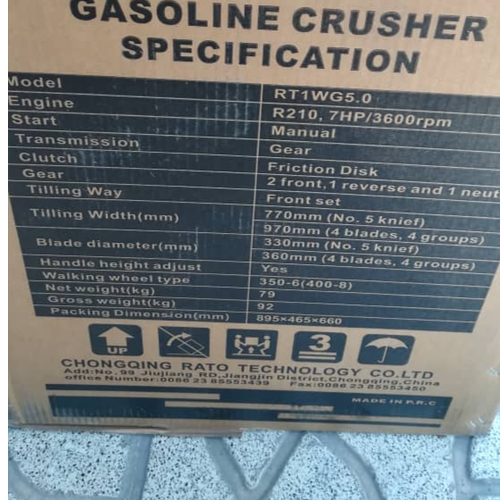 GASOLINE CRUSHER
SPECIFICATION
Model RT1WG5.0
Engine R210, 7HP/3600rpm
Start Manual
Transmission Gear
Clutch Friction Disk
Gear 2 front,1 reverse and 1 neut
Tilling Way Front set
Tilling Width(mm) 770mm (No. 5 knief)
970mm (4 blades, 4 groups)
Blade diameter(mm) 330mm (No. 5 knief)
360mm (4 blades, 4 groups)
Handle height adjust Yes
Walking wheel type 350-6(400-8)
Net weight(kg) 79
Gross weight(kg) 92
Packing Dimension(mm) 895×465×660
UP
3
CHONGQING RATO TECHNOLOGY CO.LTD
Add:No.99 Jiujiang RD,Jiangjin District,Chongqing,China
office Number:0086 23 85553439 Fax:0086 23 85553450
MADE IN P.R.C